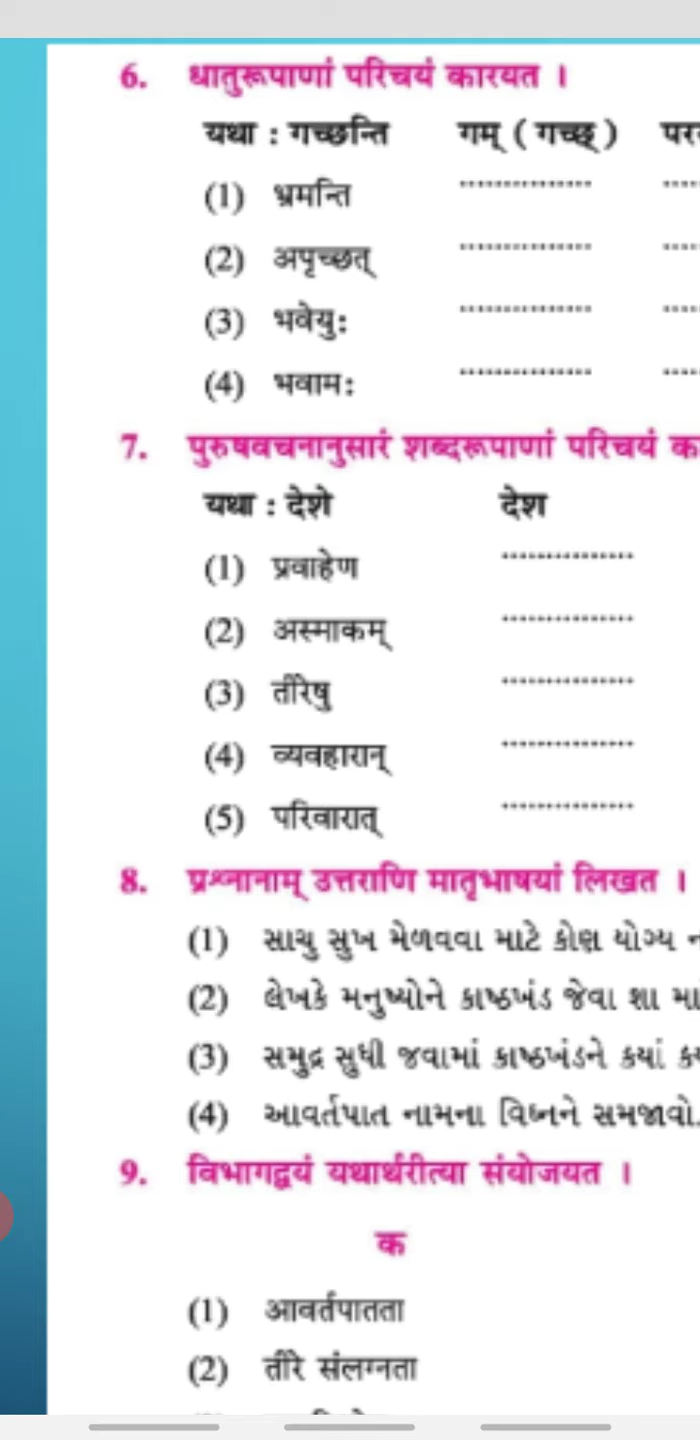 6. धातुरूपाणां परिचयं कारयत ।
यथा : गच्छन्ति गम् ( गच्छ् )
(1) भ्रमन्ति ............... ....
(2) अपृच्छत् ............... ....
(3) भवेयुः ............... ....
(4) भवामः ............... ....
7. पुरुषवचनानुसारं शब्दरूपाणां परिचयं
यथा : देशे देश
(1) प्रवाहेण ...............
(2) अस्माकम् ...............
(3) तीरेषु ...............
(4) व्यवहारान् ...............
(5) परिवारात् ...............
8. प्रश्नानाम् उत्तराणि मातृभाषयां लिखत ।
(1) સાચુ સુખ મેળવવા માટે કોણ યોગ્ય
(2) લેખકે મનુષ્યોને કાષ્ઠખંડ જેવા શા
(3) સમુદ્ર સુધી જવામાં કાષ્ઠખંડને કયાં
(4) આવર્તપાત નામના વિઘ્નને સમજાવો.
9. विभागद्वयं यथार्थरीत्या संयोजयत ।
क
(1) आवर्तपातता
(2) तीरे संलग्नता